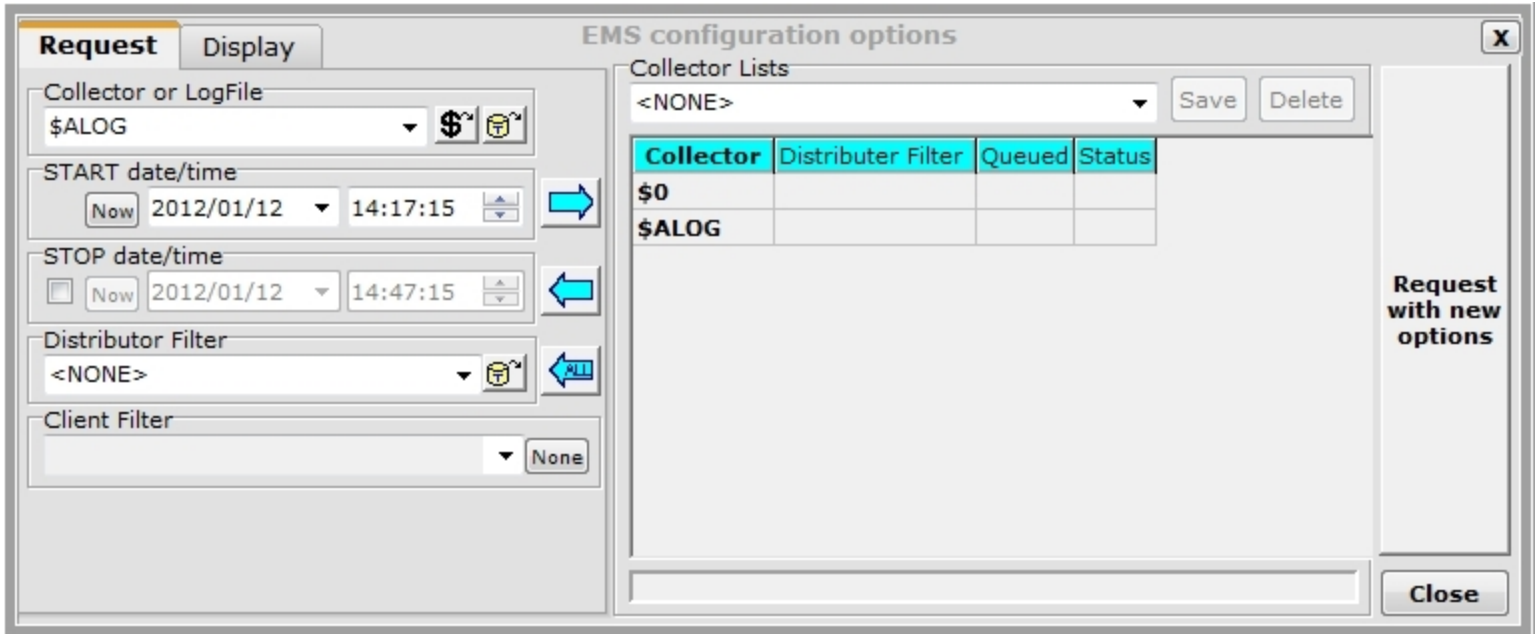 EMS configuration options
X
Request
Display
Collector or LogFile
$ALOG
$
START date/time
Now 2012/01/12 14:17:15
STOP date/time
Now 2012/01/12 14:47:15
Distributor Filter
<NONE>
ALL
Client Filter
None
Collector Lists
<NONE>
Save Delete
Collector Distributer Filter Queued Status
$0
$ALOG
Request
with new
options
Close